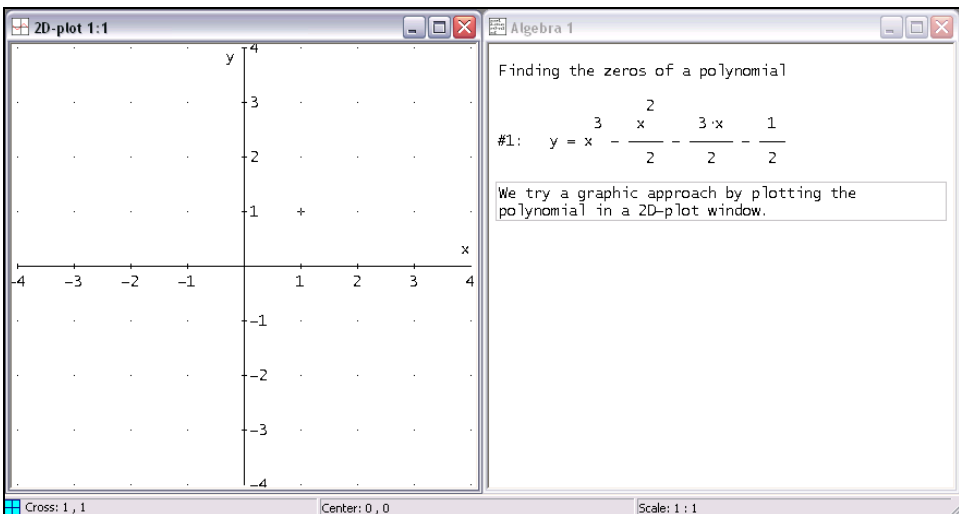 2D-plot 1:1
y
4
3
2
1
x
-4 -3 -2 -1 1 2 3 4
-1
-2
-3
-4
Algebra 1
Finding the zeros of a polynomial
#1: y = x^3 - x^2/2 - 3·x/2 - 1/2
We try a graphic approach by plotting the
polynomial in a 2D-plot window.
Cross: 1 , 1 Center: 0 , 0 Scale: 1 : 1